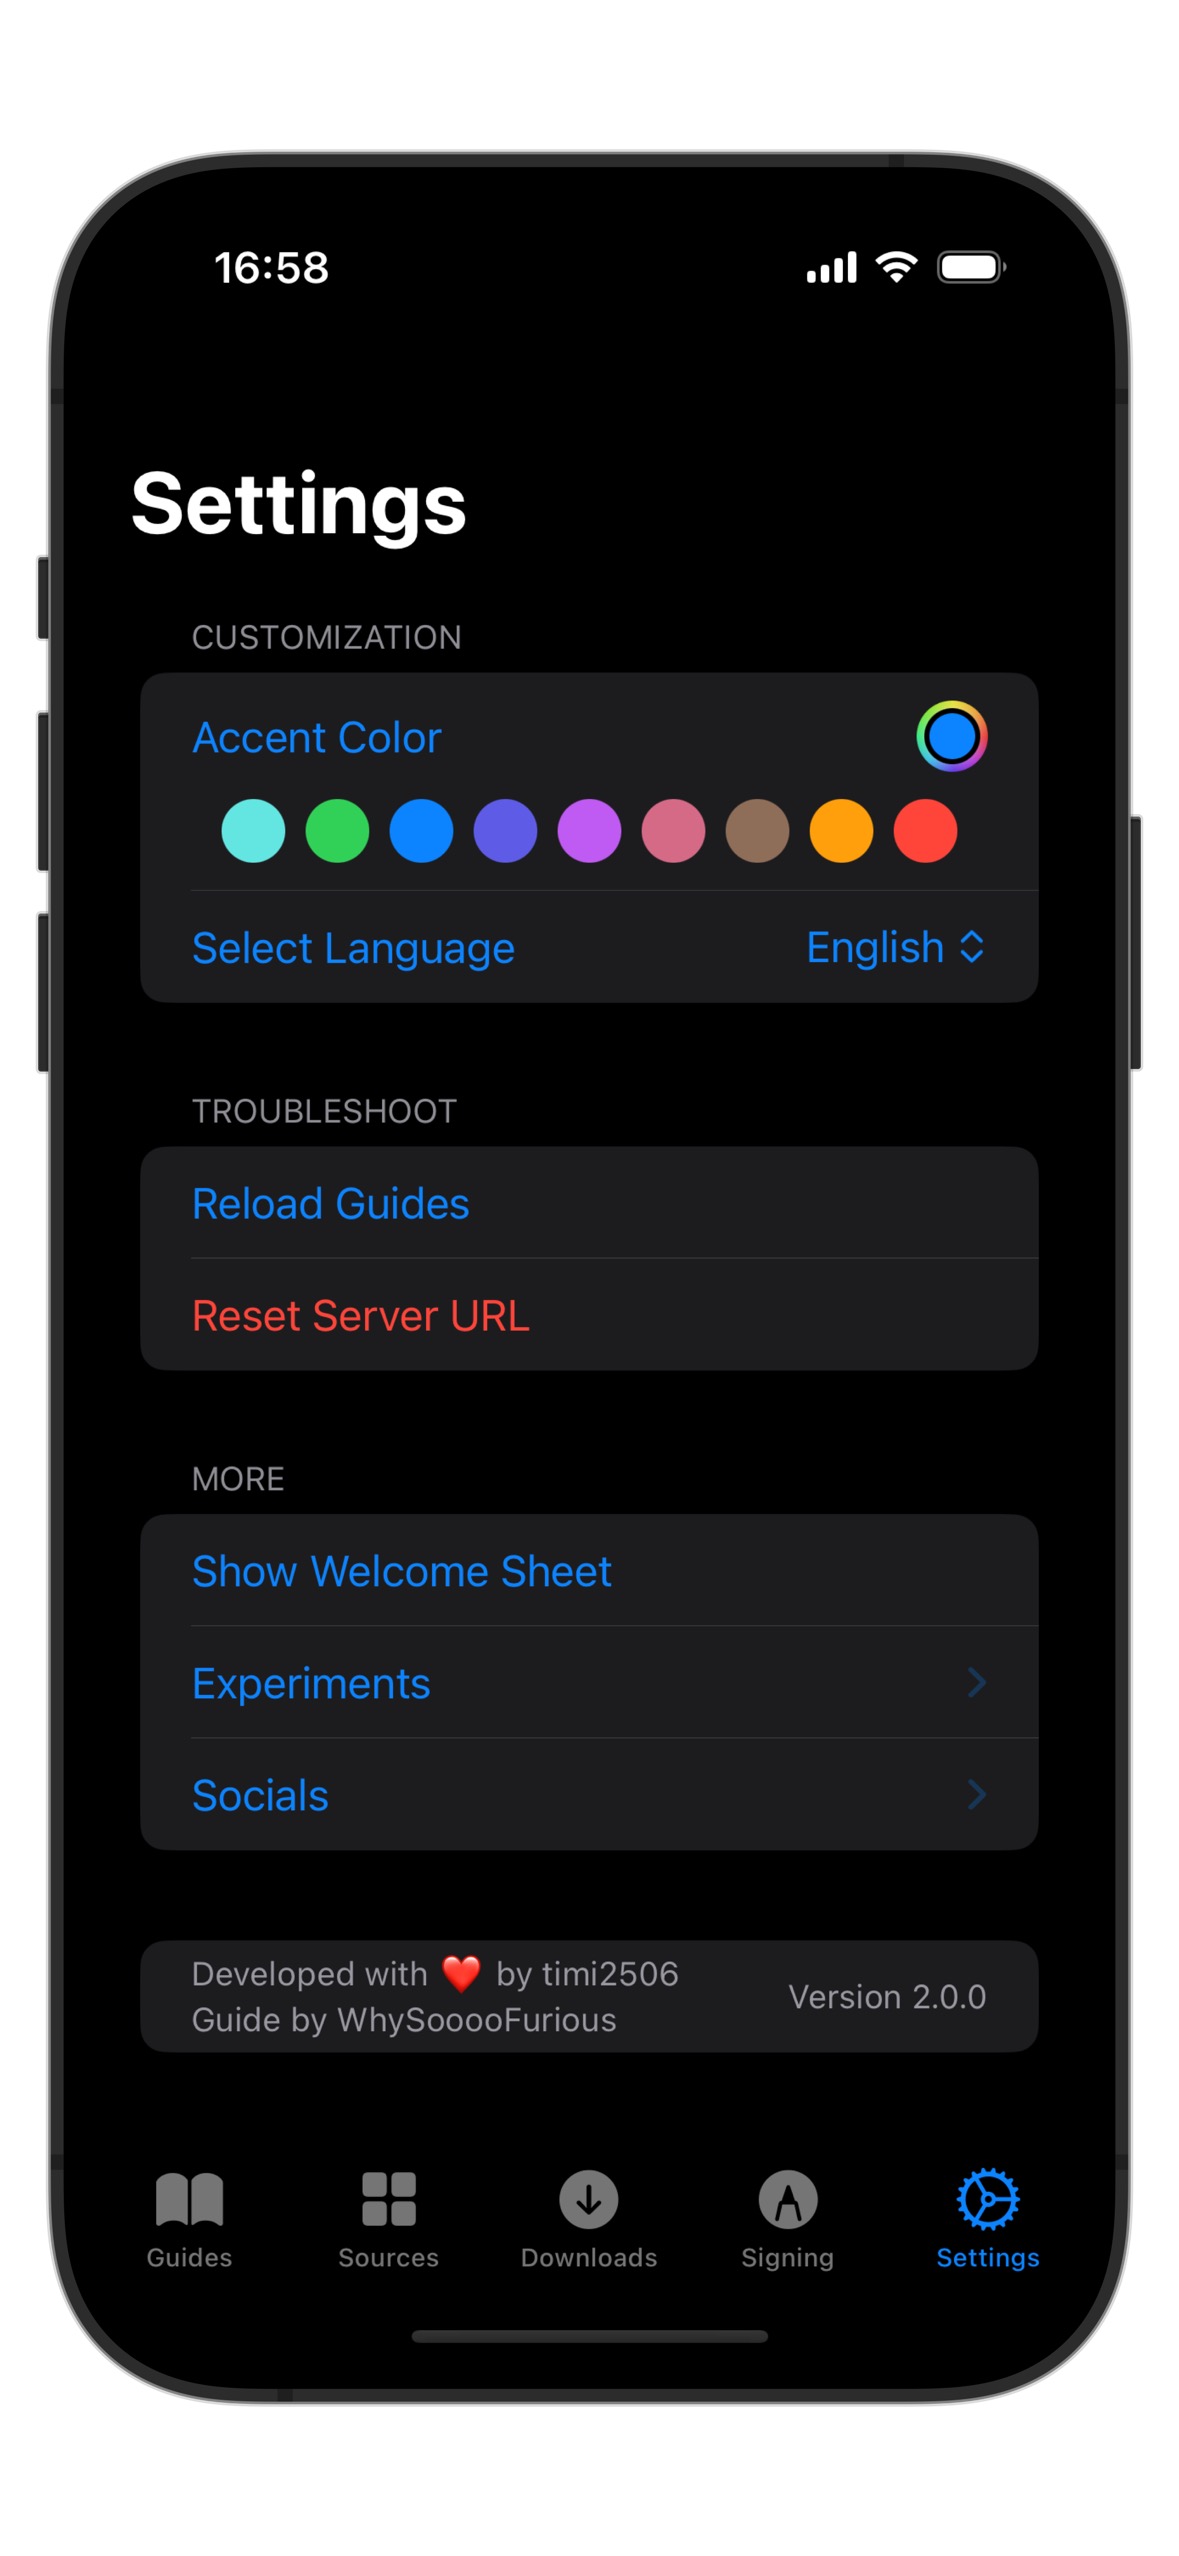 16:58
Settings
CUSTOMIZATION
Accent Color
Select Language
English
TROUBLESHOOT
Reload Guides
Reset Server URL
MORE
Show Welcome Sheet
Experiments
Socials
Developed with ❤️ by timi2506
Guide by WhySooooFurious
Version 2.0.0
Guides
Sources
Downloads
Signing
Settings